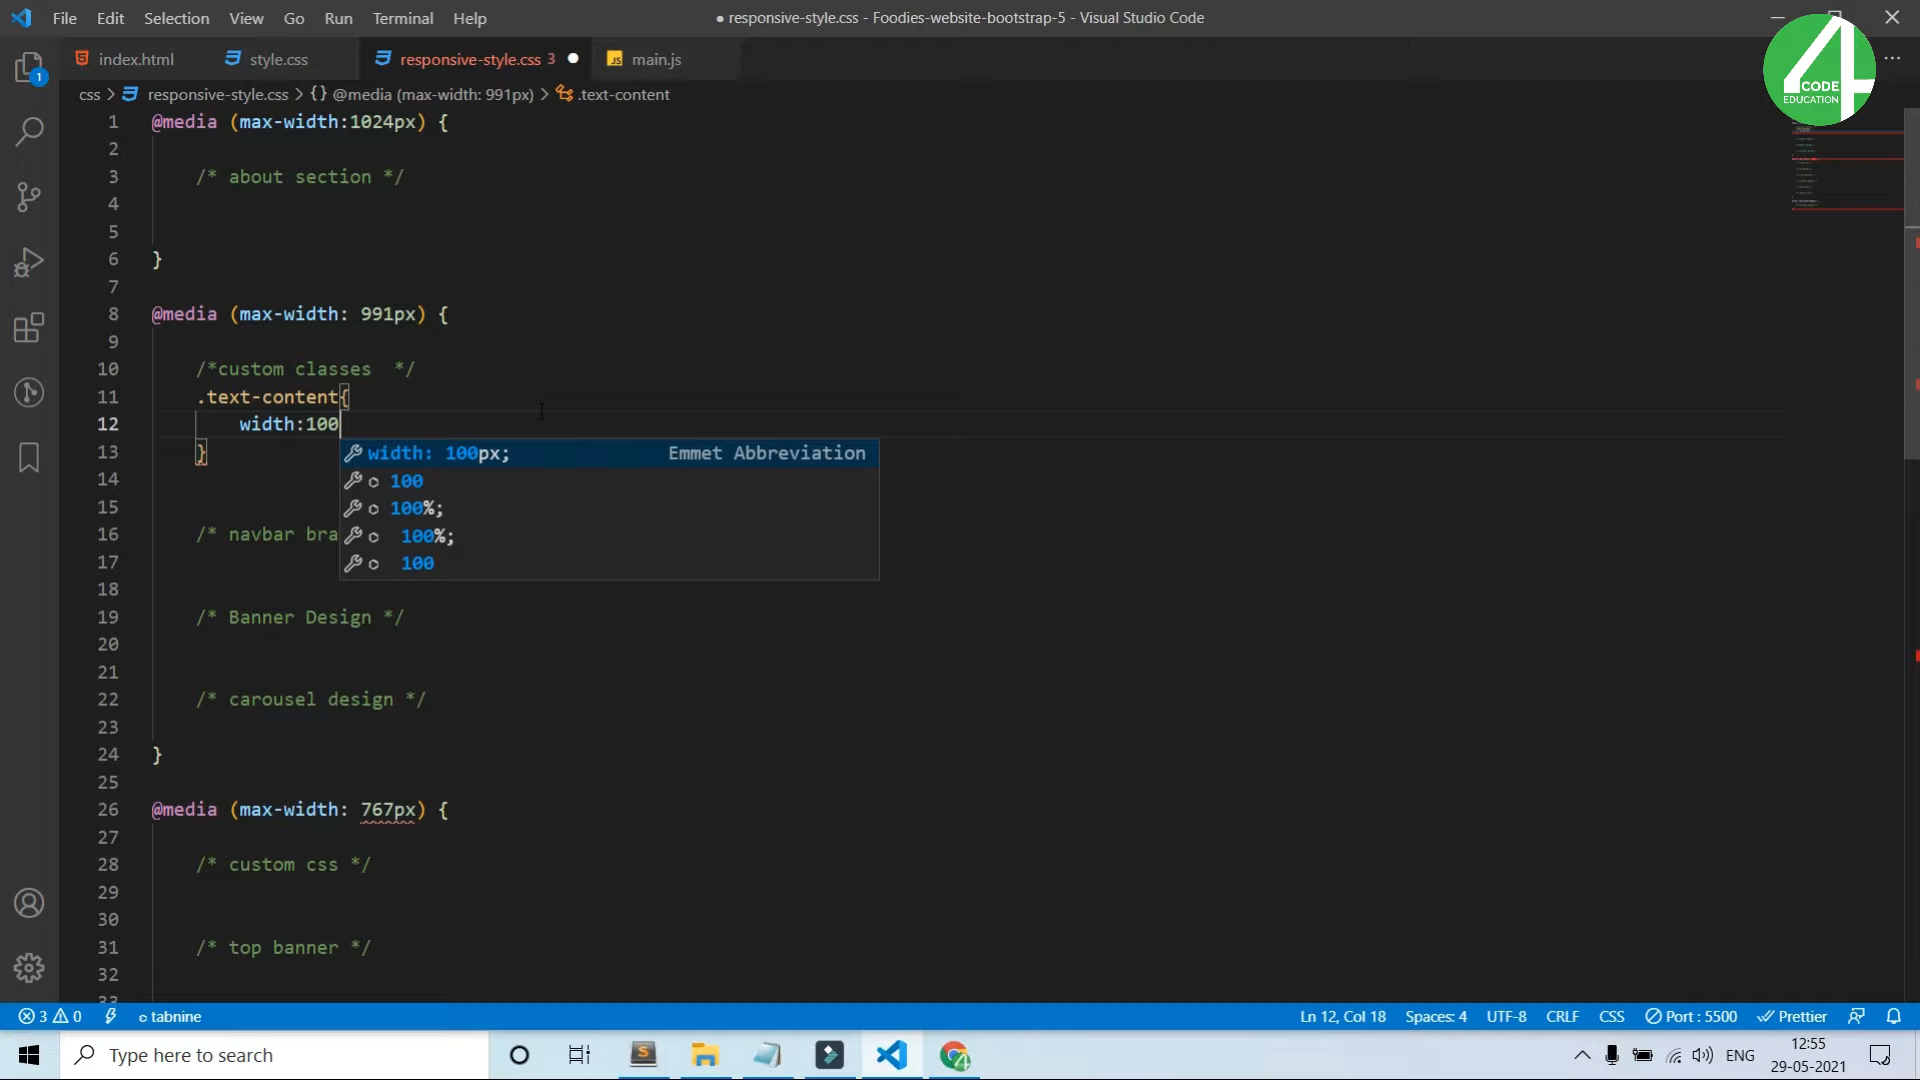 File Edit Selection View Go Run Terminal Help
● responsive-style.css - Foodies-website-bootstrap-5 - Visual Studio Code
index.html style.css responsive-style.css 3 ● JS main.js ...
4 CODE EDUCATION
css > responsive-style.css > {} @media (max-width: 991px) > .text-content
1 @media (max-width:1024px) {
2
3 /* about section */
4
5
6 }
7
8 @media (max-width: 991px) {
9
10 /*custom classes  */
11 .text-content{
12 width:100
13 }
width: 100px; Emmet Abbreviation
14
100
15
100%;
16 /* navbar bra
100%;
17
100
18
19 /* Banner Design */
20
21
22 /* carousel design */
23
24 }
25
26 @media (max-width: 767px) {
27
28 /* custom css */
29
30
31 /* top banner */
32
33
3 0 tabnine
Ln 12, Col 18 Spaces: 4 UTF-8 CRLF CSS Port : 5500 Prettier
Type here to search
ENG 12:55
29-05-2021
1